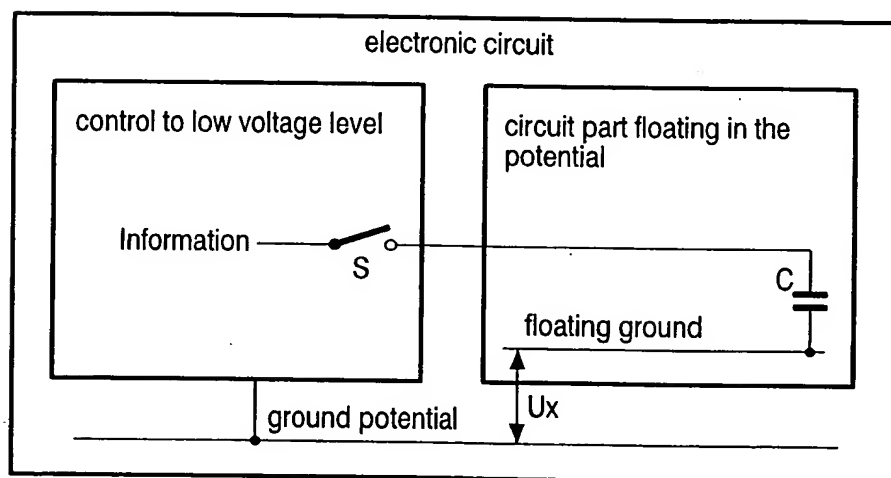 electronic circuit
control to low voltage level
circuit part floating in the
potential
Information
S
C
floating ground
Ux
ground potential